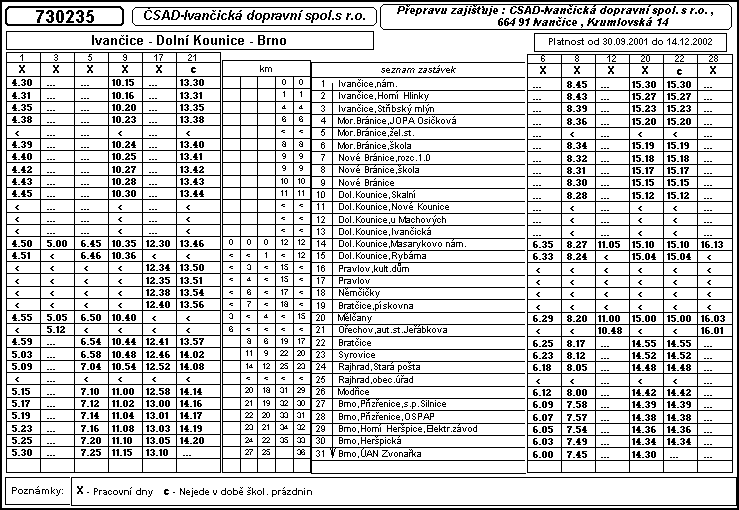 730235 ČSAD-Ivančická dopravní spol.s r.o. Přepravu zajišťuje : ČSAD-Ivančická dopravní spol.s r.o. ,
664 91 Ivančice , Krumlovská 14
Ivančice - Dolní Kounice - Brno Platnost od 30.09.2001 do 14.12.2002
1 3 5 9 17 21 km seznam zastávek 6 8 12 20 22 28
X X X X X c X X X X c X
4.30 ... ... 10.15 ... 13.30 0 0 1 Ivančice,nám. ... 8.45 ... 15.30 15.30 ...
4.31 ... ... 10.16 ... 13.31 1 1 2 Ivančice,Horní Hlinky ... 8.43 ... 15.27 15.27 ...
4.35 ... ... 10.20 ... 13.35 4 4 3 Ivančice,Stříbský mlýn ... 8.39 ... 15.23 15.23 ...
4.38 ... ... 10.23 ... 13.38 6 6 4 Mor.Bránice,JOPA Osičková ... 8.36 ... 15.20 15.20 ...
< ... ... < ... < < < 5 Mor.Bránice,žel.st. ... < ... < < ...
4.39 ... ... 10.24 ... 13.40 8 8 6 Mor.Bránice,škola ... 8.34 ... 15.19 15.19 ...
4.40 ... ... 10.25 ... 13.41 9 9 7 Nové Bránice,rozc.1.0 ... 8.32 ... 15.18 15.18 ...
4.42 ... ... 10.27 ... 13.42 9 9 8 Nové Bránice,škola ... 8.31 ... 15.17 15.17 ...
4.43 ... ... 10.28 ... 13.43 10 10 9 Nové Bránice ... 8.30 ... 15.15 15.15 ...
4.45 ... ... 10.30 ... 13.44 11 11 10 Dol.Kounice,Skalní ... 8.28 ... 15.12 15.12 ...
< ... ... < ... < < < 11 Dol.Kounice,Nové Kounice ... < ... < < ...
< ... ... < ... < < < 12 Dol.Kounice,u Machových ... < ... < < ...
< ... ... < ... < < < 13 Dol.Kounice,Ivančická ... < ... < < ...
4.50 5.00 6.45 10.35 12.30 13.46 0 0 0 12 12 14 Dol.Kounice,Masarykovo nám. 6.35 8.27 11.05 15.10 15.10 16.13
4.51 < 6.46 10.36 < < < < 1 < 12 15 Dol.Kounice,Rybárna 6.33 8.24 < 15.04 15.04 <
< < < < 12.34 13.50 < 3 < 15 < 16 Pravlov,kult.dům < < < < < <
< < < < 12.35 13.51 < 4 < 15 < 17 Pravlov < < < < < <
< < < < 12.38 13.54 < 6 < 17 < 18 Němčičky < < < < < <
< < < < 12.40 13.56 < 7 < 18 < 19 Bratčice,pískovna < < < < < <
4.55 5.05 6.50 10.40 < < 3 < 4 < 15 20 Mělčany 6.29 8.20 11.00 15.00 15.00 16.03
< 5.12 < < < < 6 < < < < 21 Ořechov,aut.st.Jeřábkova < < 10.48 < < 16.01
4.59 ... 6.54 10.44 12.41 13.57 8 6 19 17 22 Bratčice 6.25 8.17 ... 14.55 14.55 ...
5.03 ... 6.58 10.48 12.46 14.02 11 9 22 20 23 Syrovice 6.23 8.12 ... 14.52 14.52 ...
5.09 ... 7.04 10.54 12.52 14.08 14 12 25 23 24 Rajhrad,Stará pošta 6.18 8.05 ... 14.48 14.48 ...
< ... < < < < < < < < 25 Rajhrad,obec.úřad < < ... < < ...
5.15 ... 7.10 11.00 12.58 14.14 20 18 31 29 26 Modřice 6.12 8.00 ... 14.42 14.42 ...
5.17 ... 7.12 11.02 13.00 14.16 21 19 32 30 27 Brno,Přízřenice,s.p.Silnice 6.09 7.58 ... 14.39 14.39 ...
5.19 ... 7.14 11.04 13.01 14.17 22 20 33 31 28 Brno,Přízřenice,OSPAP 6.07 7.57 ... 14.38 14.38 ...
5.23 ... 7.16 11.08 13.03 14.19 23 21 34 32 29 Brno,Horní Heršpice,Elektr.závod 6.05 7.54 ... 14.36 14.36 ...
5.25 ... 7.20 11.10 13.05 14.20 24 22 35 33 30 Brno,Heršpická 6.03 7.49 ... 14.34 14.34 ...
5.30 ... 7.25 11.15 13.10 ... 27 25 36 31 Brno,ÚAN Zvonařka 6.00 7.45 ... 14.30 ... ...
Poznámky: X - Pracovní dny c - Nejede v době škol. prázdnin